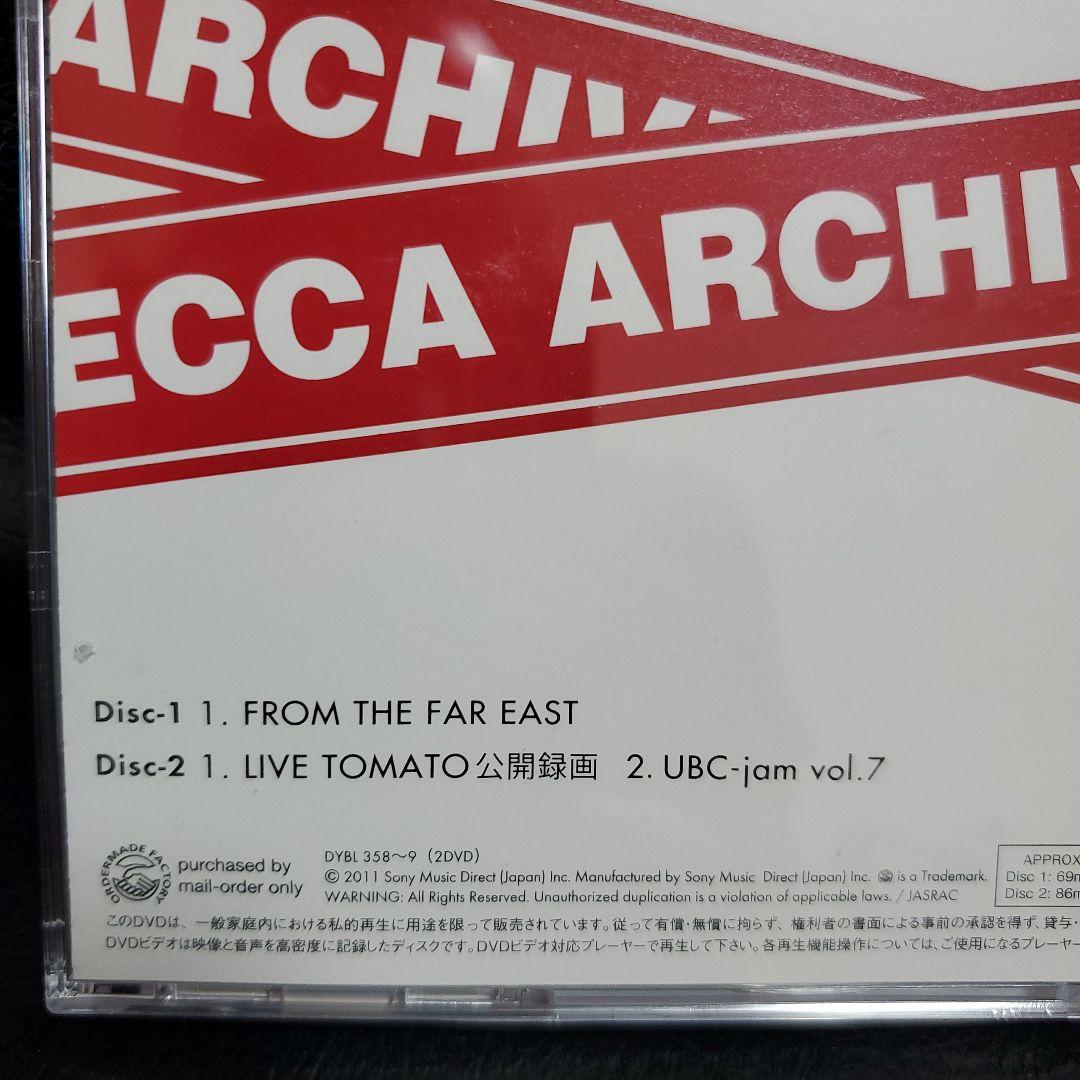 ARCHIV
ECCA ARCHIV
Disc-1 1. FROM THE FAR EAST
Disc-2 1. LIVE TOMATO公開録画 2. UBC-jam vol.7
ORDERMADE FACTORY
purchased by
mail-order only
DYBL 358〜9（2DVD）
© 2011 Sony Music Direct (Japan) Inc. Manufactured by Sony Music Direct (Japan) Inc. is a Trademark.
WARNING: All Rights Reserved. Unauthorized duplication is a violation of applicable laws. / JASRAC
APPROX
Disc 1: 69m
Disc 2: 86m
このDVDは、一般家庭内における私的再生に用途を限って販売されています。従って有償・無償に拘らず、権利者の書面による事前の承認を得ず、貸与・
DVDビデオは映像と音声を高密度に記録したディスクです。DVDビデオ対応プレーヤーで再生して下さい。各再生機能操作については、ご使用になるプレーヤー